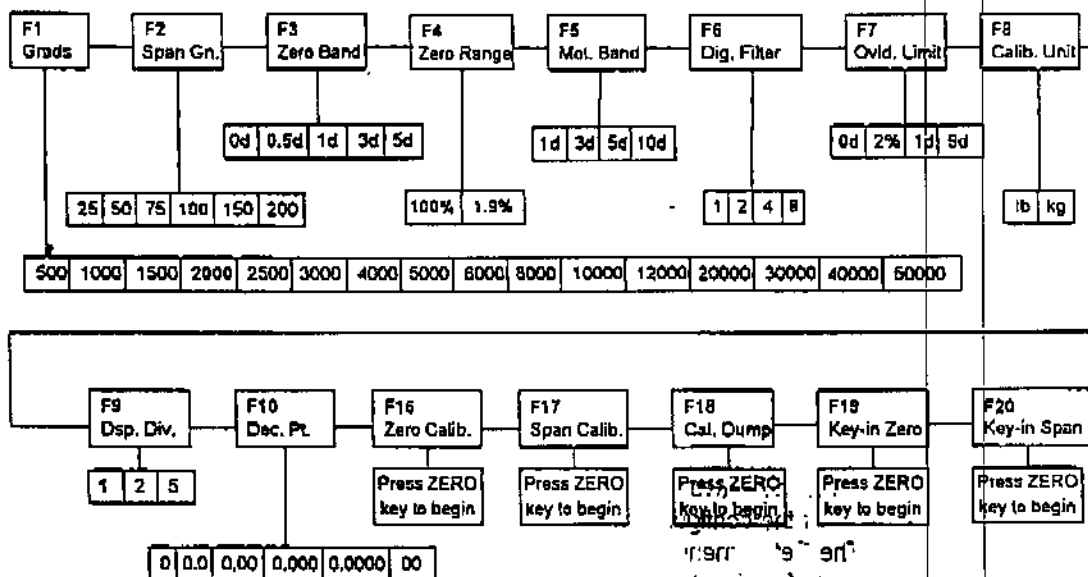 F1 F2 F3 F4 F5 F6 F7 F8
Grads Span Gn. Zero Band Zero Range Mot. Band Dig. Filter Ovld. Limit Calib. Unit
0d 0.5d 1d 3d 5d 1d 3d 5d 10d 0d 2% 1d 9d
25 50 75 100 150 200 100% 1.9% 1 2 4 8 lb kg
500 1000 1500 2000 2500 3000 4000 5000 6000 8000 10000 12000 20000 30000 40000 50000
F9 F10 F16 F17 F18 F19 F20
Dsp. Div. Dec. Pt. Zero Calib. Span Calib. Cal. Dump Key-in Zero Key-in Span
1 2 5 Press ZERO Press ZERO Press ZERO Press ZERO Press ZERO
key to begin key to begin key to begin key to begin key to begin
0 0.0 0.00 0.000 0.0000 00